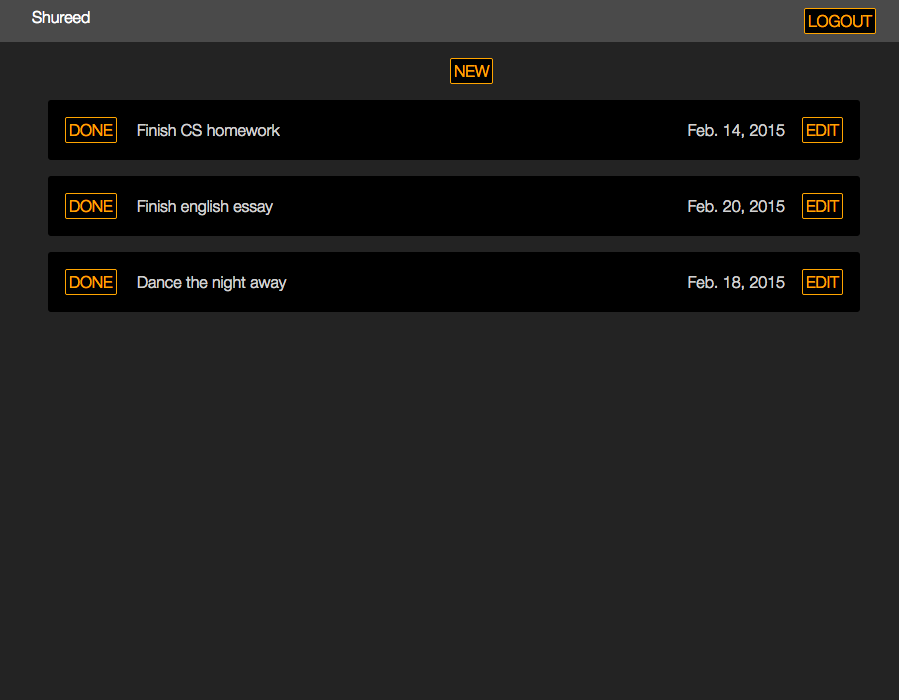 Shureed LOGOUT
NEW
DONE Finish CS homework Feb. 14, 2015 EDIT
DONE Finish english essay Feb. 20, 2015 EDIT
DONE Dance the night away Feb. 18, 2015 EDIT